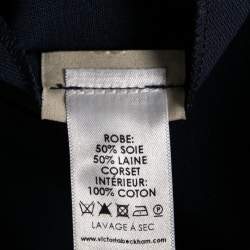 ROBE:
50% SOIE
50% LAINE
CORSET
INTÉRIEUR:
100% COTON
LAVAGE À SEC
www.victoriabeckham.com